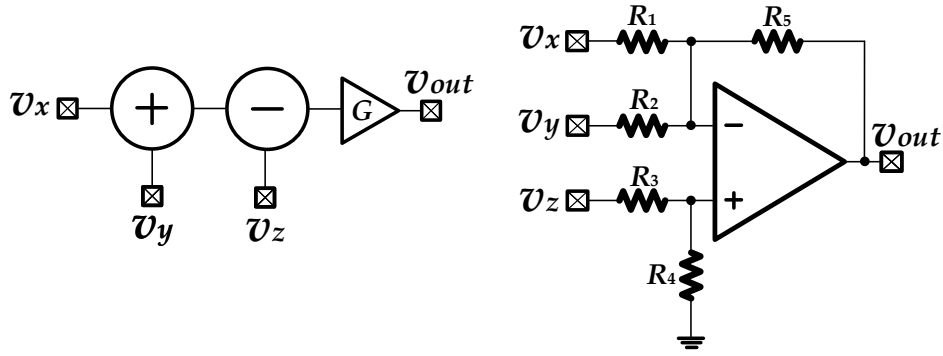 vx + − G vout
vy vz
vx R1 R5
vy R2 − vout
vz R3 +
R4